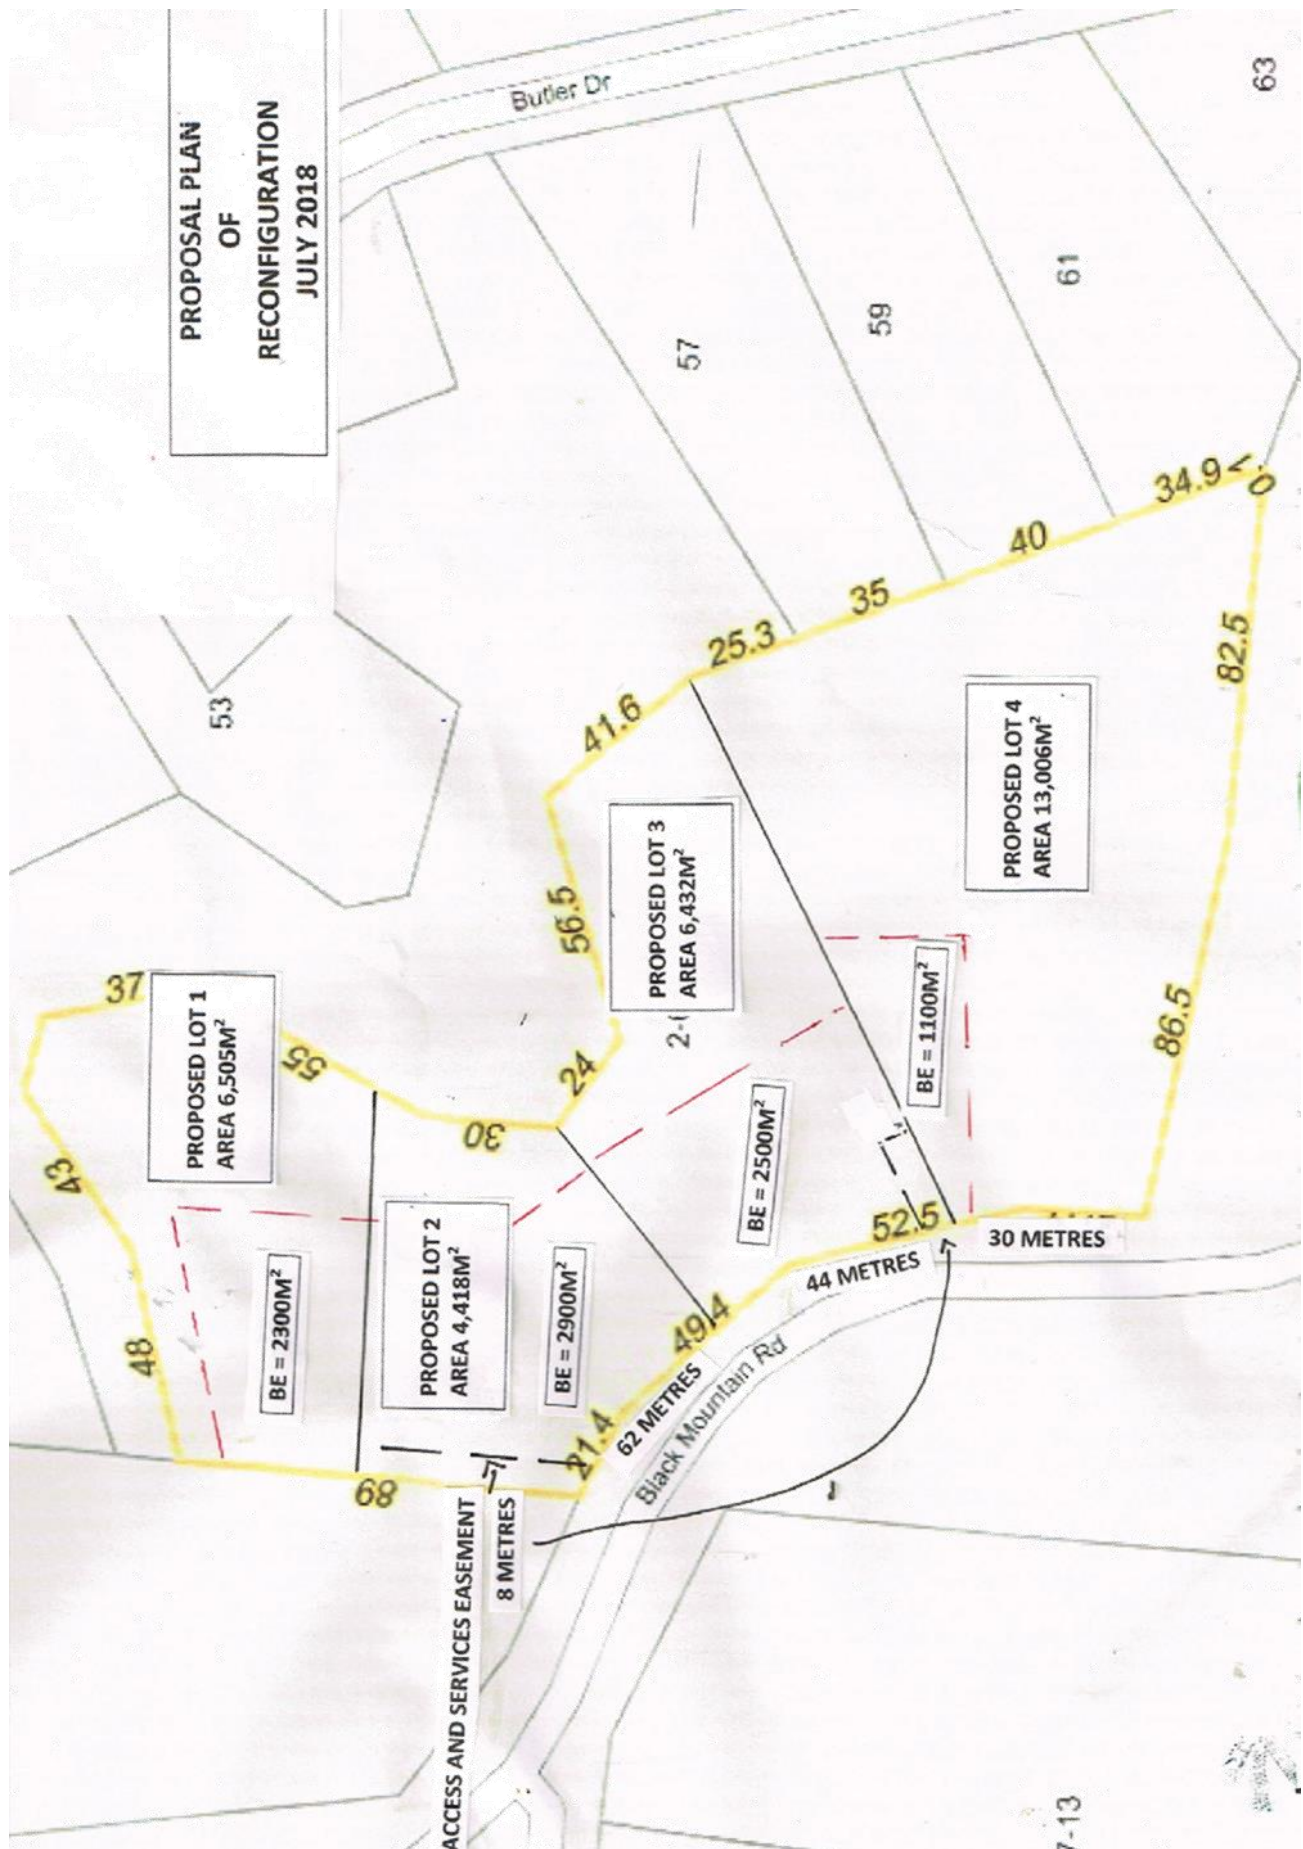 PROPOSAL PLAN
OF
RECONFIGURATION
JULY 2018
Butler Dr
63
61
59
57
53
37
PROPOSED LOT 1
AREA 6,505M²
55
43
48
BE = 2300M²
30
24
56.5
41.6
25.3
35
40
34.9
82.5
86.5
PROPOSED LOT 3
AREA 6,432M²
PROPOSED LOT 4
AREA 13,006M²
BE = 1100M²
BE = 2500M²
PROPOSED LOT 2
AREA 4,418M²
BE = 2900M²
52.5
30 METRES
44 METRES
49.4
62 METRES
21.4
Black Mountain Rd
68
ACCESS AND SERVICES EASEMENT
8 METRES
7-13